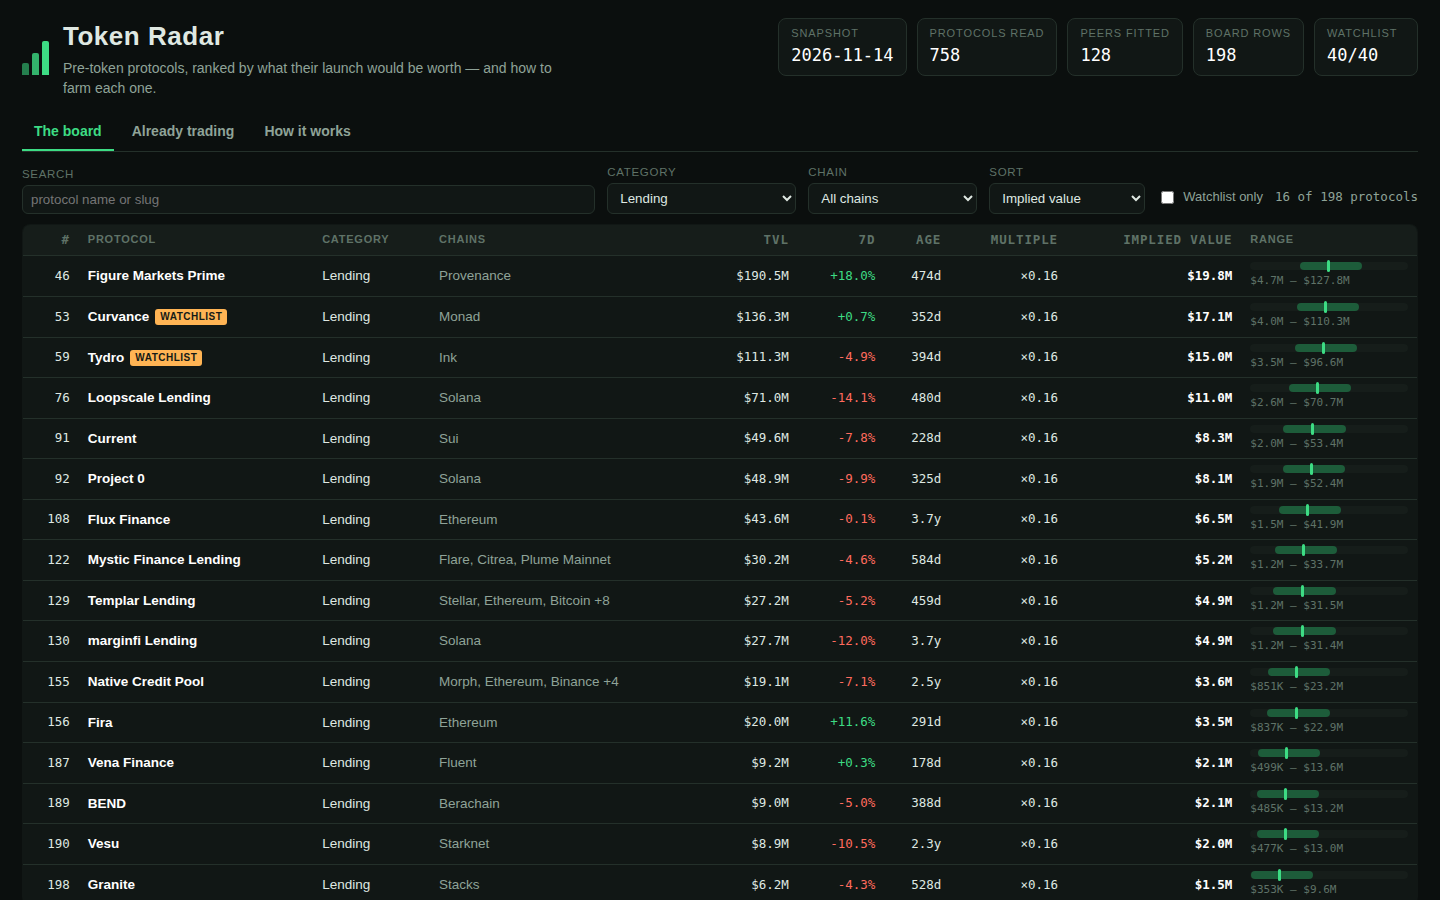 Token Radar
Pre-token protocols, ranked by what their launch would be worth — and how to
farm each one.
SNAPSHOT
2026-11-14
PROTOCOLS READ
758
PEERS FITTED
128
BOARD ROWS
198
WATCHLIST
40/40
The board Already trading How it works
SEARCH
protocol name or slug
CATEGORY
Lending
CHAIN
All chains
SORT
Implied value
Watchlist only 16 of 198 protocols
# PROTOCOL CATEGORY CHAINS TVL 7D AGE MULTIPLE IMPLIED VALUE RANGE
46 Figure Markets Prime Lending Provenance $190.5M +18.0% 474d ×0.16 $19.8M $4.7M — $127.8M
53 Curvance WATCHLIST Lending Monad $136.3M +0.7% 352d ×0.16 $17.1M $4.0M — $110.3M
59 Tydro WATCHLIST Lending Ink $111.3M -4.9% 394d ×0.16 $15.0M $3.5M — $96.6M
76 Loopscale Lending Lending Solana $71.0M -14.1% 480d ×0.16 $11.0M $2.6M — $70.7M
91 Current Lending Sui $49.6M -7.8% 228d ×0.16 $8.3M $2.0M — $53.4M
92 Project 0 Lending Solana $48.9M -9.9% 325d ×0.16 $8.1M $1.9M — $52.4M
108 Flux Finance Lending Ethereum $43.6M -0.1% 3.7y ×0.16 $6.5M $1.5M — $41.9M
122 Mystic Finance Lending Lending Flare, Citrea, Plume Mainnet $30.2M -4.6% 584d ×0.16 $5.2M $1.2M — $33.7M
129 Templar Lending Lending Stellar, Ethereum, Bitcoin +8 $27.2M -5.2% 459d ×0.16 $4.9M $1.2M — $31.5M
130 marginfi Lending Lending Solana $27.7M -12.0% 3.7y ×0.16 $4.9M $1.2M — $31.4M
155 Native Credit Pool Lending Morph, Ethereum, Binance +4 $19.1M -7.1% 2.5y ×0.16 $3.6M $851K — $23.2M
156 Fira Lending Ethereum $20.0M +11.6% 291d ×0.16 $3.5M $837K — $22.9M
187 Vena Finance Lending Fluent $9.2M +0.3% 178d ×0.16 $2.1M $499K — $13.6M
189 BEND Lending Berachain $9.0M -5.0% 388d ×0.16 $2.1M $485K — $13.2M
190 Vesu Lending Starknet $8.9M -10.5% 2.3y ×0.16 $2.0M $477K — $13.0M
198 Granite Lending Stacks $6.2M -4.3% 528d ×0.16 $1.5M $353K — $9.6M